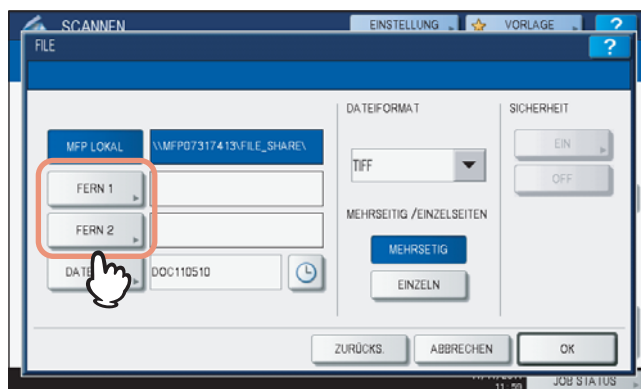 SCANNEN
EINSTELLUNG
VORLAGE
?
FILE
?
DATEIFORMAT
SICHERHEIT
MFP LOKAL
\\MFP07317413\FILE_SHARE\
EIN
TIFF
OFF
FERN 1
FERN 2
MEHRSEITIG /EINZELSEITEN
MEHRSETIG
DOC110510
EINZELN
ZURÜCKS.
ABBRECHEN
OK
JOB STATUS